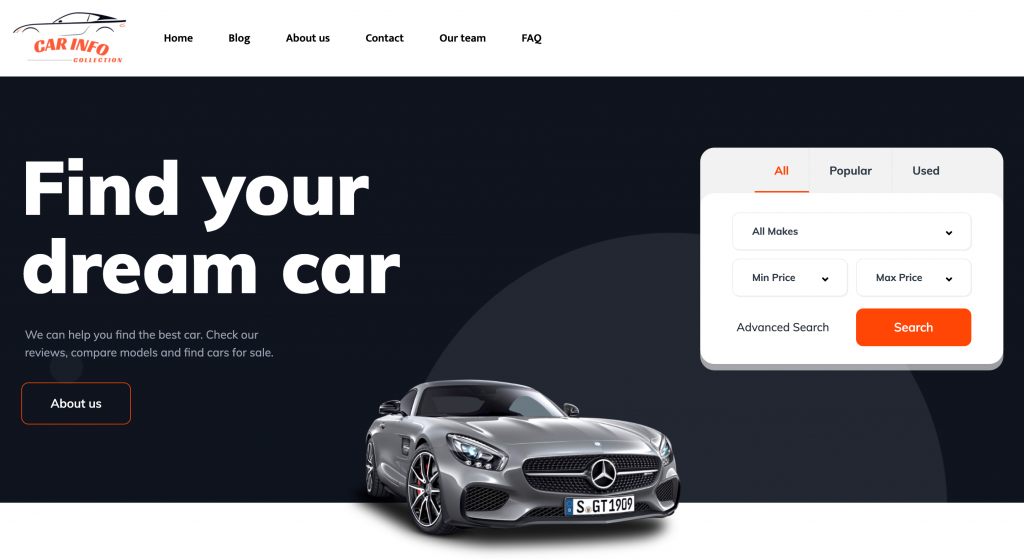 CAR INFO
COLLECTION
Home Blog About us Contact Our team FAQ
Find your
dream car
We can help you find the best car. Check our
reviews, compare models and find cars for sale.
About us
All Popular Used
All Makes
Min Price Max Price
Advanced Search Search
S GT1909